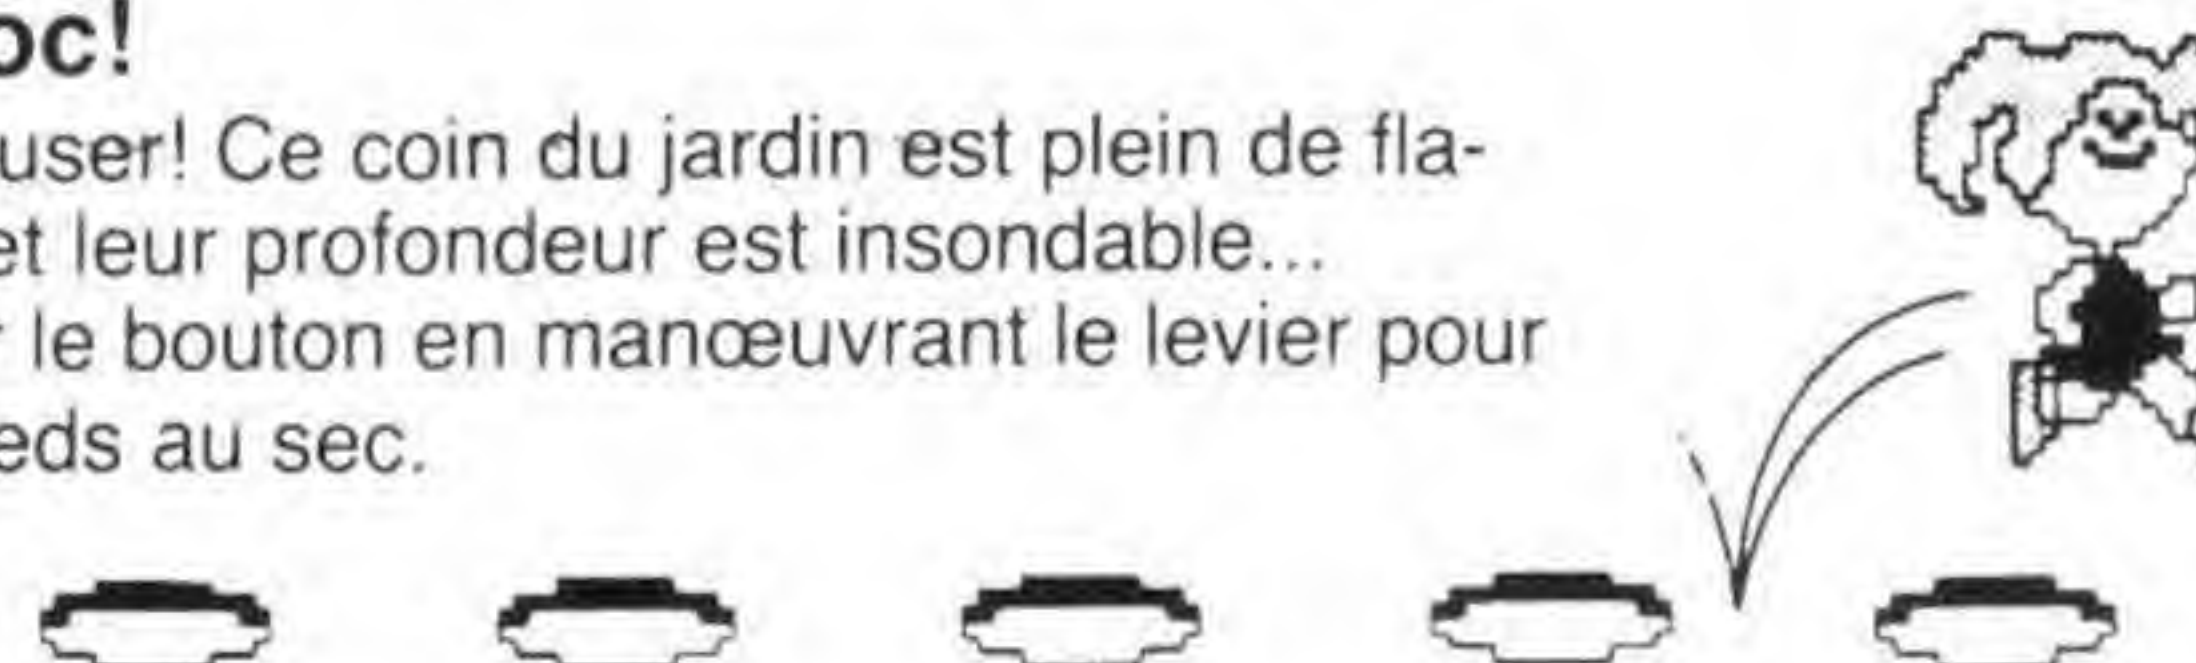 oc!
user! Ce coin du jardin est plein de fla-
et leur profondeur est insondable...
le bouton en manœuvrant le levier pour
eds au sec.